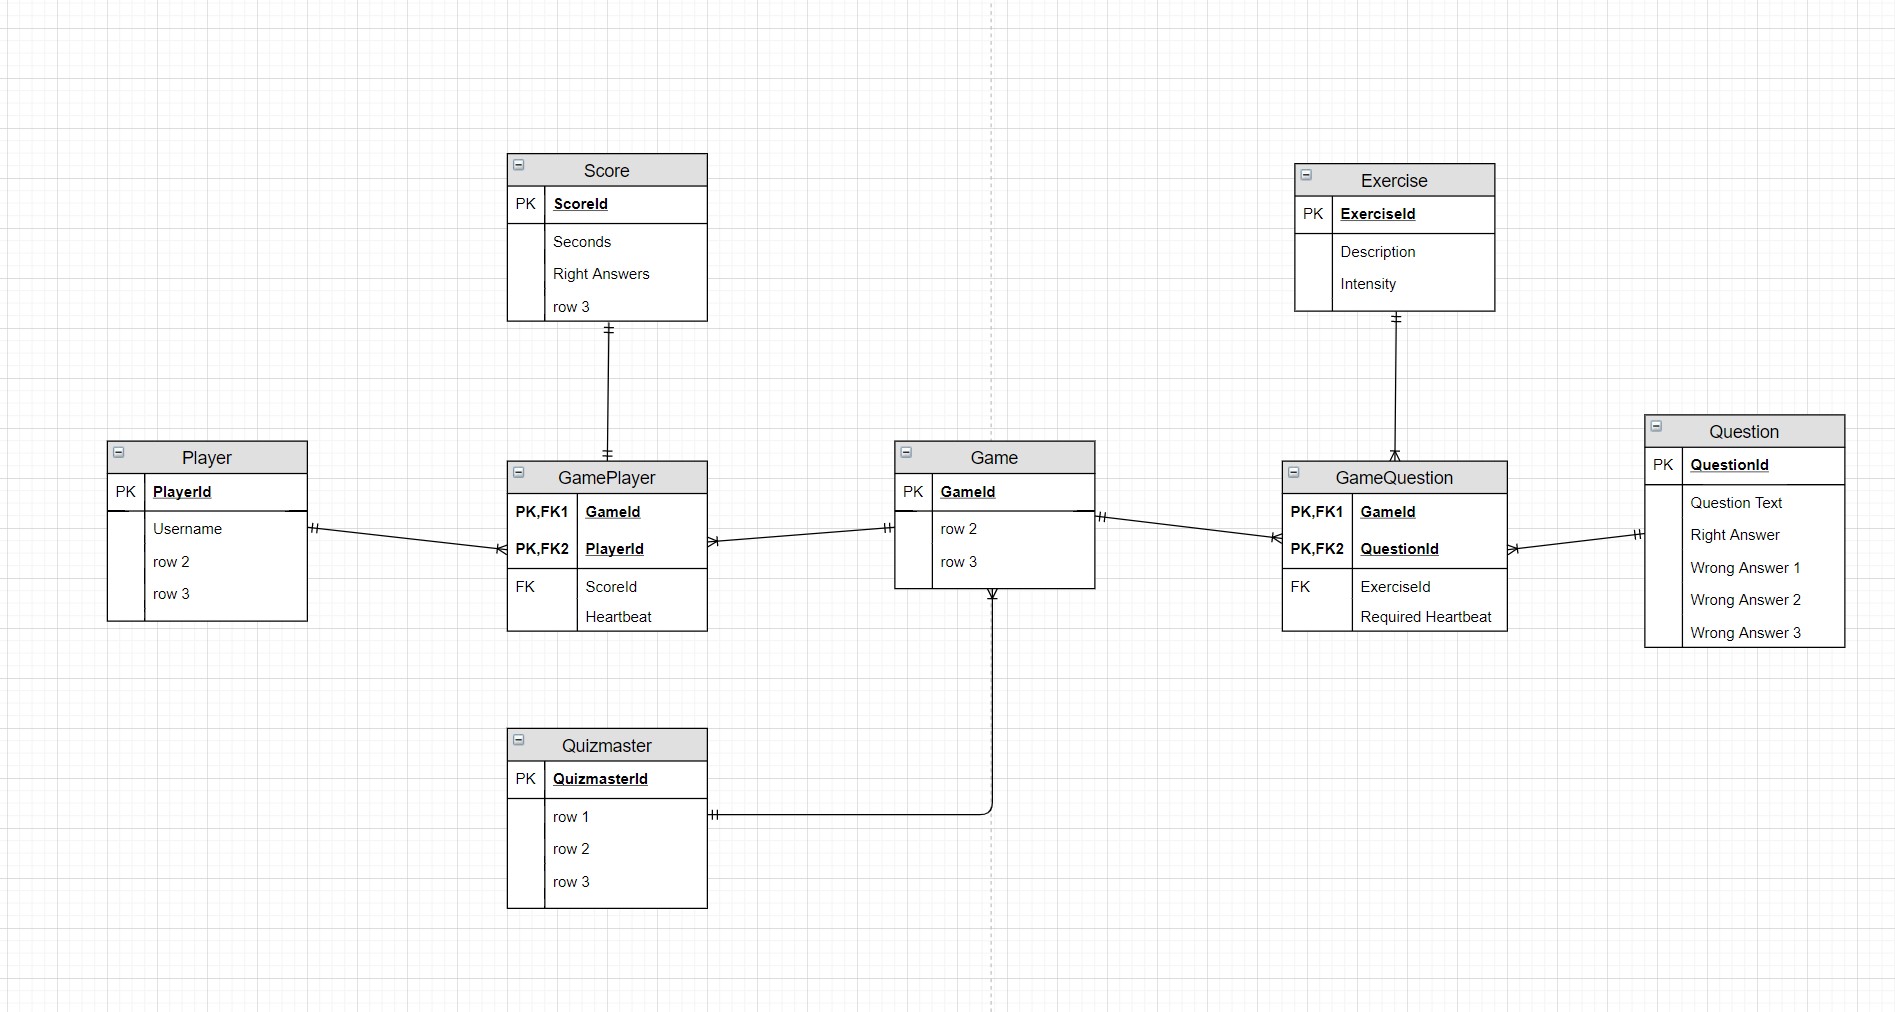 Score
PK ScoreId
Seconds
Right Answers
row 3
Exercise
PK ExerciseId
Description
Intensity
Player
PK PlayerId
Username
row 2
row 3
GamePlayer
PK,FK1 GameId
PK,FK2 PlayerId
FK ScoreId
Heartbeat
Game
PK GameId
row 2
row 3
GameQuestion
PK,FK1 GameId
PK,FK2 QuestionId
FK ExerciseId
Required Heartbeat
Question
PK QuestionId
Question Text
Right Answer
Wrong Answer 1
Wrong Answer 2
Wrong Answer 3
Quizmaster
PK QuizmasterId
row 1
row 2
row 3